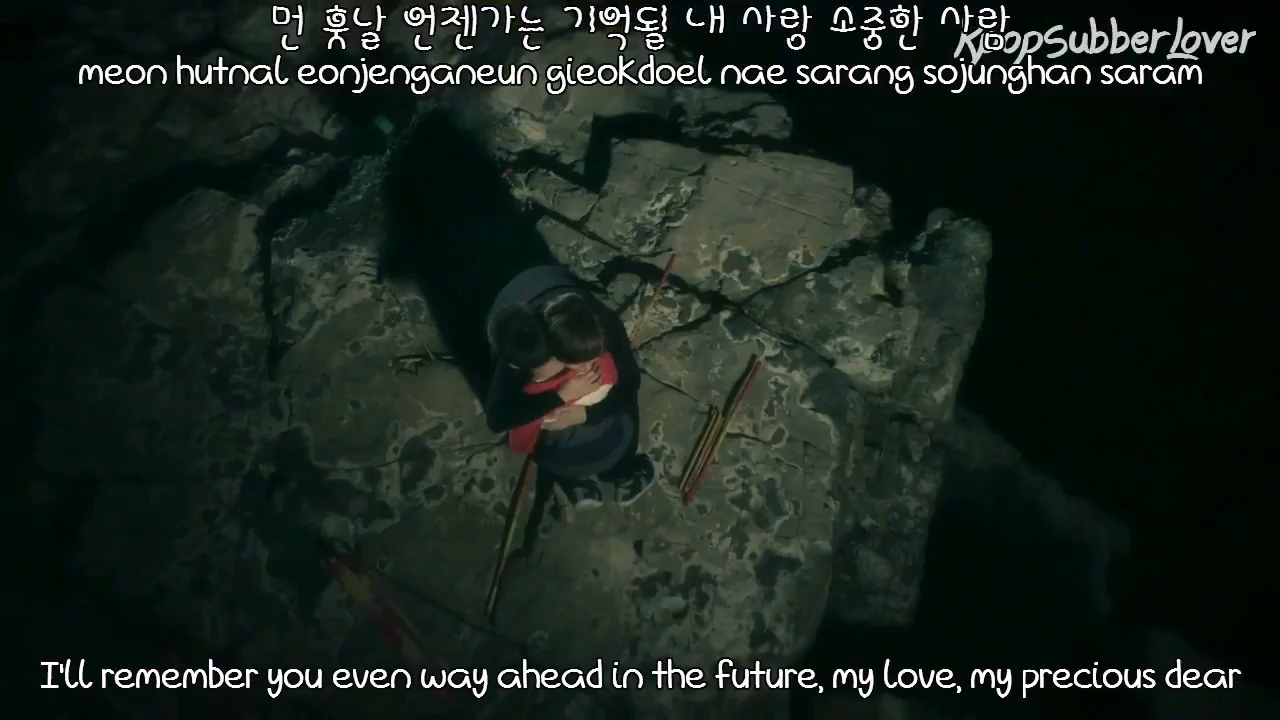 먼 훗날 언젠가는 기억될 내 사랑 소중한 사람
KpopSubberLover
meon hutnal eonjenganeun gieokdoel nae sarang sojunghan saram
I'll remember you even way ahead in the future, my love, my precious dear